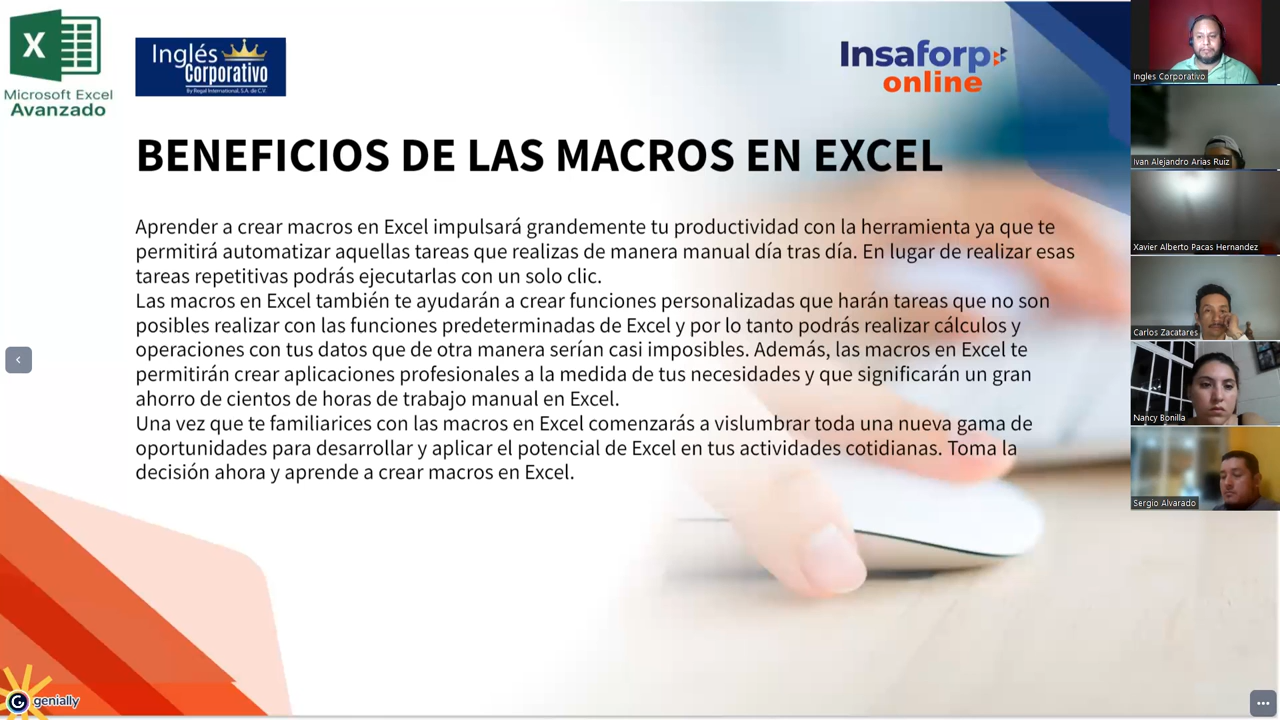 Microsoft Excel
Avanzado
Inglés
Corporativo
By Regal International, S.A. de C.V.
Insaforp
online
BENEFICIOS DE LAS MACROS EN EXCEL
Aprender a crear macros en Excel impulsará grandemente tu productividad con la herramienta ya que te
permitirá automatizar aquellas tareas que realizas de manera manual día tras día. En lugar de realizar esas
tareas repetitivas podrás ejecutarlas con un solo clic.
Las macros en Excel también te ayudarán a crear funciones personalizadas que harán tareas que no son
posibles realizar con las funciones predeterminadas de Excel y por lo tanto podrás realizar cálculos y
operaciones con tus datos que de otra manera serían casi imposibles. Además, las macros en Excel te
permitirán crear aplicaciones profesionales a la medida de tus necesidades y que significarán un gran
ahorro de cientos de horas de trabajo manual en Excel.
Una vez que te familiarices con las macros en Excel comenzarás a vislumbrar toda una nueva gama de
oportunidades para desarrollar y aplicar el potencial de Excel en tus actividades cotidianas. Toma la
decisión ahora y aprende a crear macros en Excel.
genially
Ingles Corporativo
Ivan Alejandro Arias Ruiz
Xavier Alberto Pacas Hernandez
Carlos Zacatares
Nancy Bonilla
Sergio Alvarado